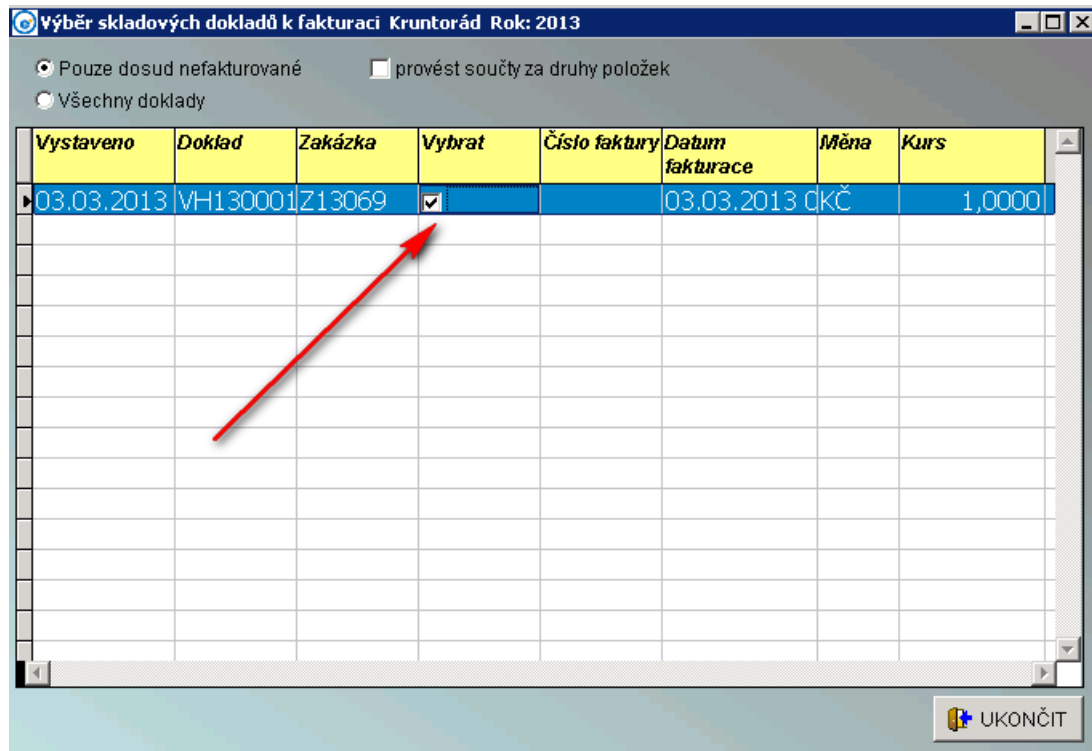 Výběr skladových dokladů k fakturaci Kruntorád Rok: 2013
Pouze dosud nefakturované provést součty za druhy položek
Všechny doklady
Vystaveno Doklad Zakázka Vybrat Číslo faktury Datum fakturace Měna Kurs
03.03.2013 VH130001 Z13069 03.03.2013 0 KČ 1,0000
UKONČIT